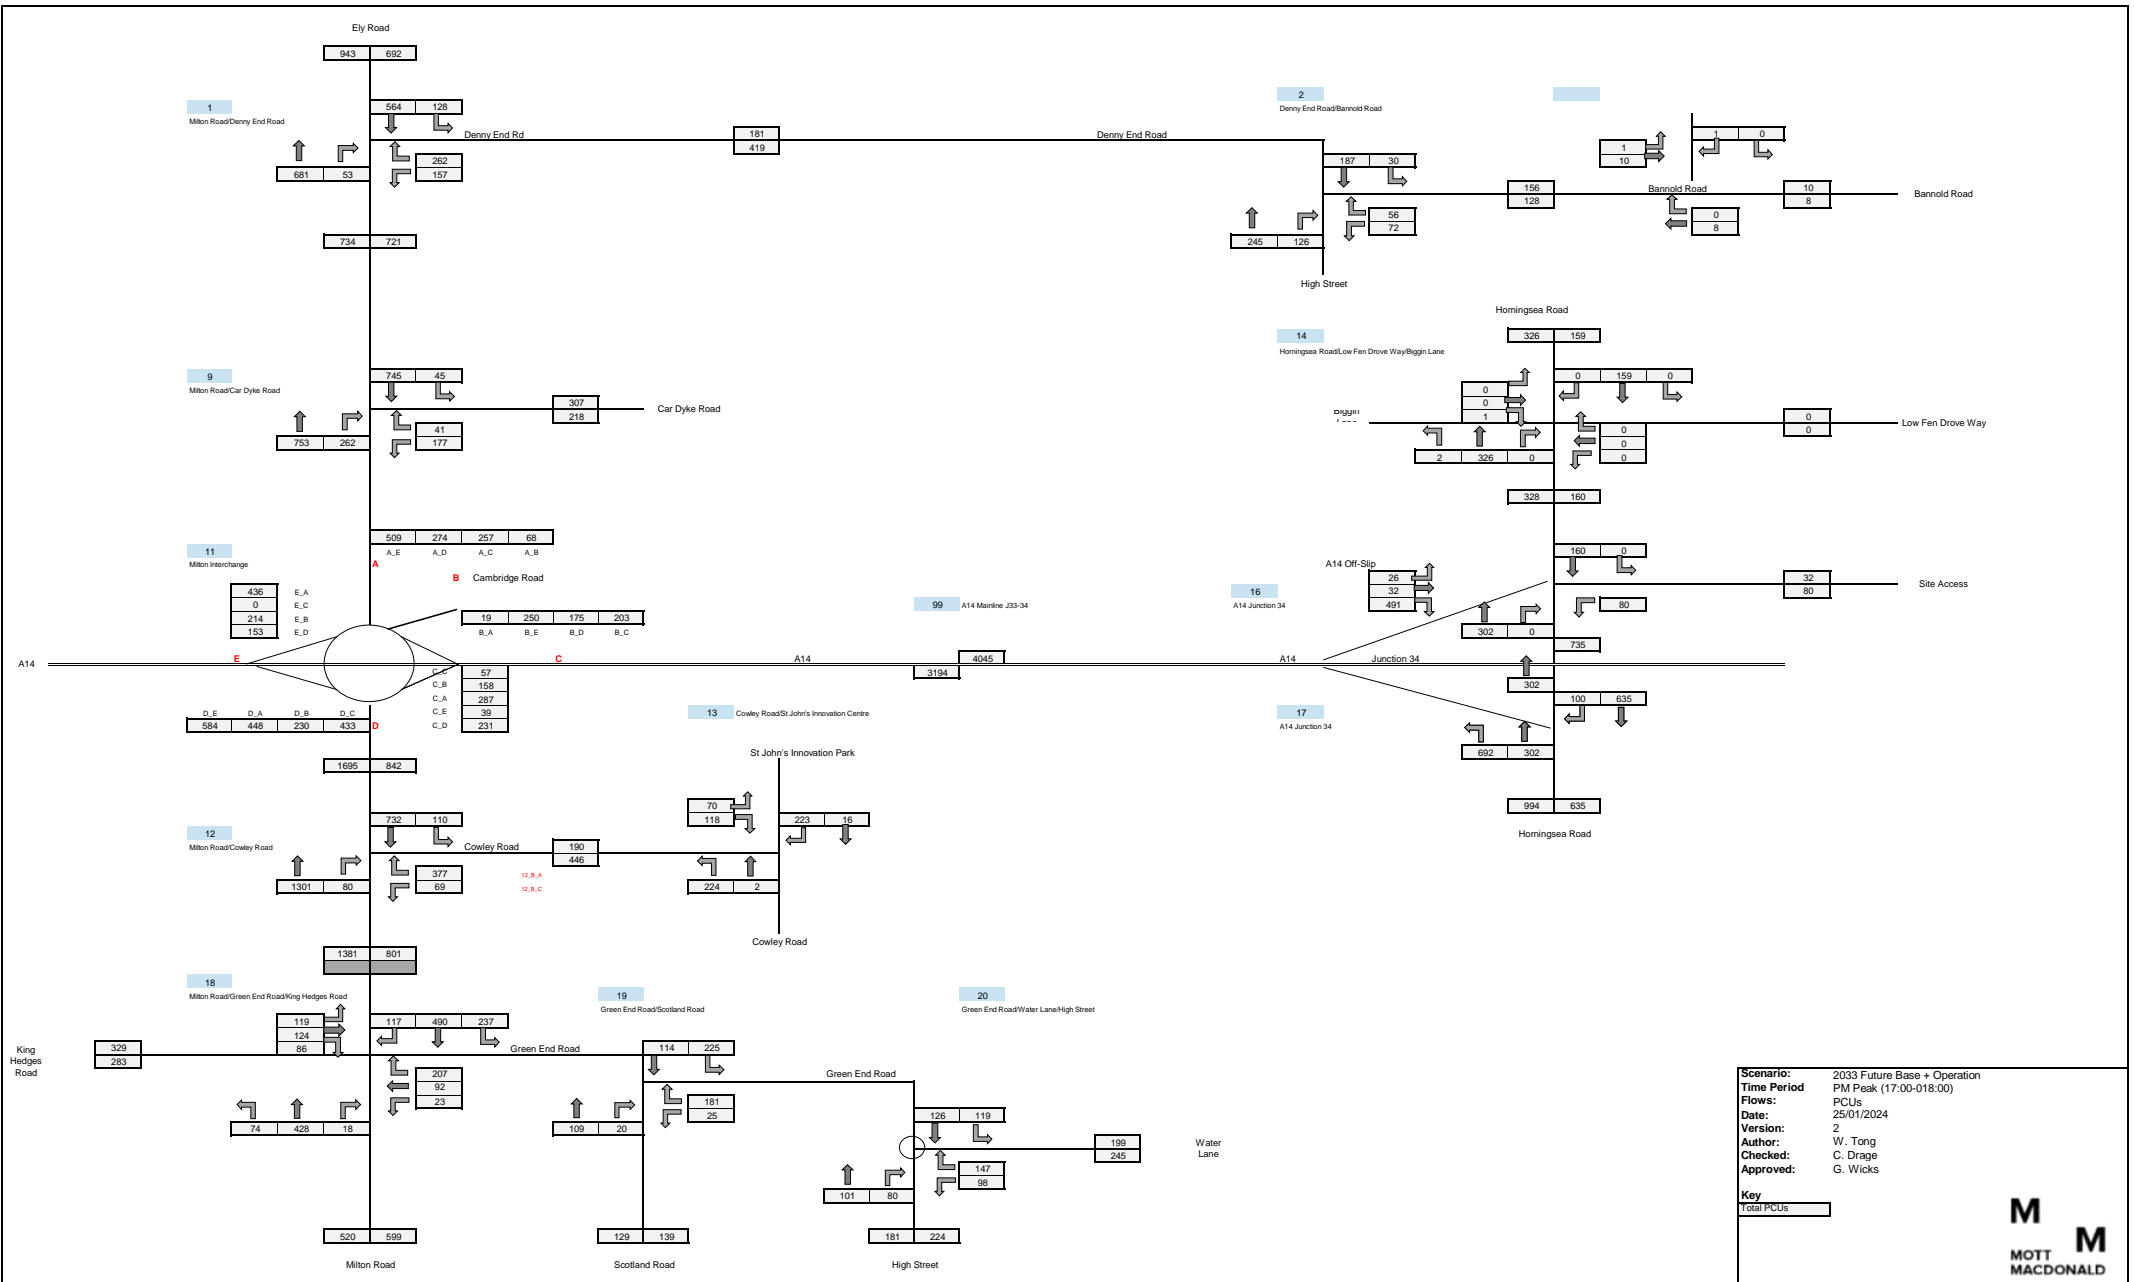 Ely Road
943 692
1
Milton Road/Denny End Road
564 128
Denny End Rd
181
419
Denny End Road
262
157
681 53
734 721
2
Denny End Road/Bannold Road
187 30
56
72
245 126
High Street
156
128
1
10
1 0
Bannold Road
10
8
Bannold Road
0
8
9
Milton Road/Car Dyke Road
745 45
307
218
Car Dyke Road
41
177
753 262
Horningsea Road
326 159
14
Horningsea Road/Low Fen Drove Way/Biggin Lane
0
0
1
0 159 0
0
0
Low Fen Drove Way
0
0
0
2 326 0
328 160
11
Milton Interchange
509 274 257 68
A_E A_D A_C A_B
A
B Cambridge Road
436 E_A
0 E_C
214 E_B
153 E_D
19 250 175 203
B_A B_E B_D B_C
E
C
A14
A14
99 A14 Mainline J33-34
4045
3194
C_C 57
C_B 158
C_A 287
C_E 39
C_D 231
D_E D_A D_B D_C
584 448 230 433
D
1695 842
A14 Off-Slip
26
32
491
160 0
32
80
Site Access
16
A14 Junction 34
80
302 0
735
A14
Junction 34
302
100 635
17
A14 Junction 34
692 302
994 635
Horningsea Road
13 Cowley Road/St John's Innovation Centre
St John's Innovation Park
70
118
223 16
224 2
Cowley Road
12
Milton Road/Cowley Road
732 110
Cowley Road
190
446
377
69
12_B_A
12_B_C
1301 80
1381 801
18
Milton Road/Green End Road/King Hedges Road
119
124
86
117 490 237
King
Hedges
Road
329
283
Green End Road
207
92
23
74 428 18
520 599
Milton Road
19
Green End Road/Scotland Road
114 225
181
25
109 20
129 139
Scotland Road
20
Green End Road/Water Lane/High Street
Green End Road
126 119
199
245
Water
Lane
147
98
101 80
181 224
High Street
Scenario: 2033 Future Base + Operation
Time Period PM Peak (17:00-018:00)
Flows: PCUs
Date: 25/01/2024
Version: 2
Author: W. Tong
Checked: C. Drage
Approved: G. Wicks
Key
Total PCUs
M
M
MOTT
MACDONALD